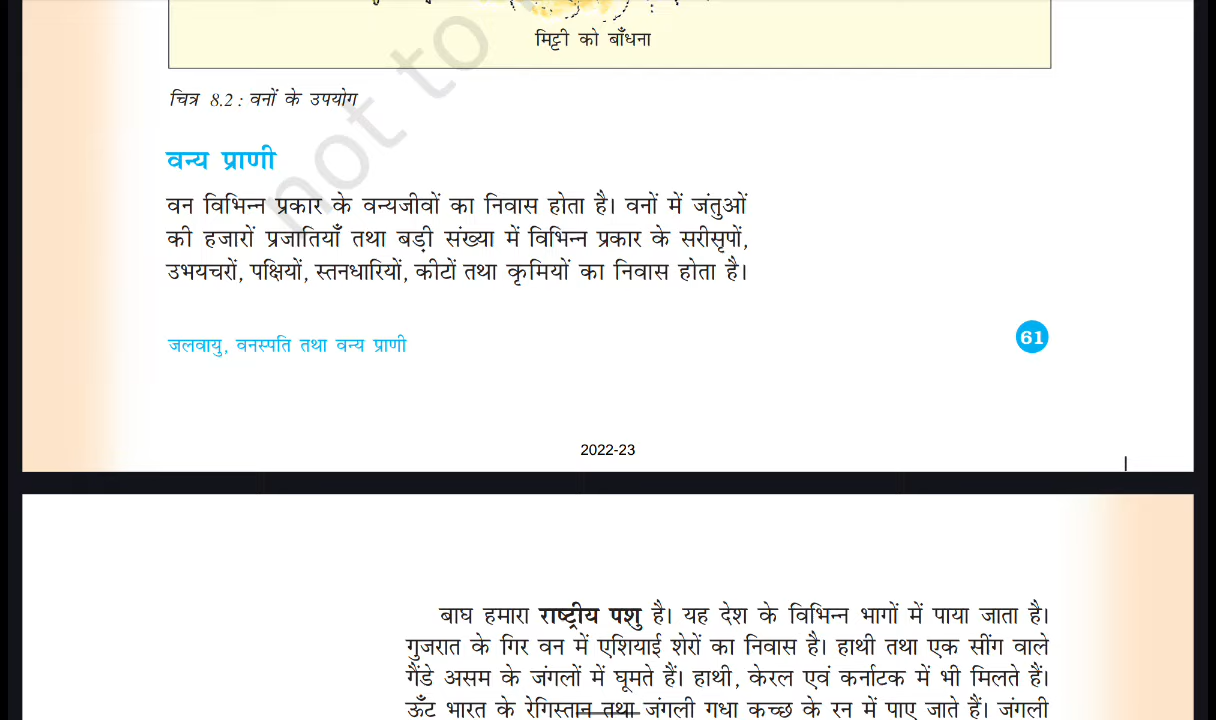 मिट्टी को बाँधना
चित्र 8.2 : वनों के उपयोग
not to
वन्य प्राणी
वन विभिन्न प्रकार के वन्यजीवों का निवास होता है। वनों में जंतुओं
की हजारों प्रजातियाँ तथा बड़ी संख्या में विभिन्न प्रकार के सरीसृपों,
उभयचरों, पक्षियों, स्तनधारियों, कीटों तथा कृमियों का निवास होता है।
जलवायु, वनस्पति तथा वन्य प्राणी
61
2022-23
बाघ हमारा राष्ट्रीय पशु है। यह देश के विभिन्न भागों में पाया जाता है।
गुजरात के गिर वन में एशियाई शेरों का निवास है। हाथी तथा एक सींग वाले
गैंडे असम के जंगलों में घूमते हैं। हाथी, केरल एवं कर्नाटक में भी मिलते हैं।
ऊँट भारत के रेगिस्तान तथा जंगली गधा कच्छ के रन में पाए जाते हैं। जंगली